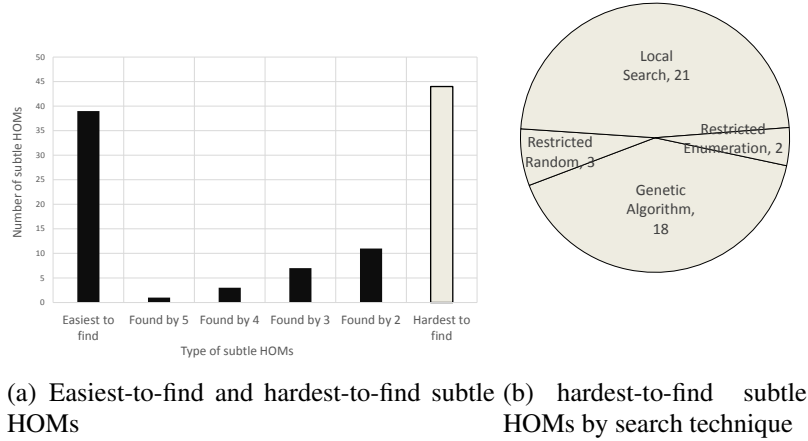 50
45
40
35
30
25
20
15
10
5
0
Number of subtle HOMs
Easiest to
find
Found by 5
Found by 4
Found by 3
Found by 2
Hardest to
find
Type of subtle HOMs
Local
Search, 21
Restricted
Enumeration, 2
Restricted
Random, 3
Genetic
Algorithm,
18
(a) Easiest-to-find and hardest-to-find subtle
HOMs
(b) hardest-to-find subtle
HOMs by search technique